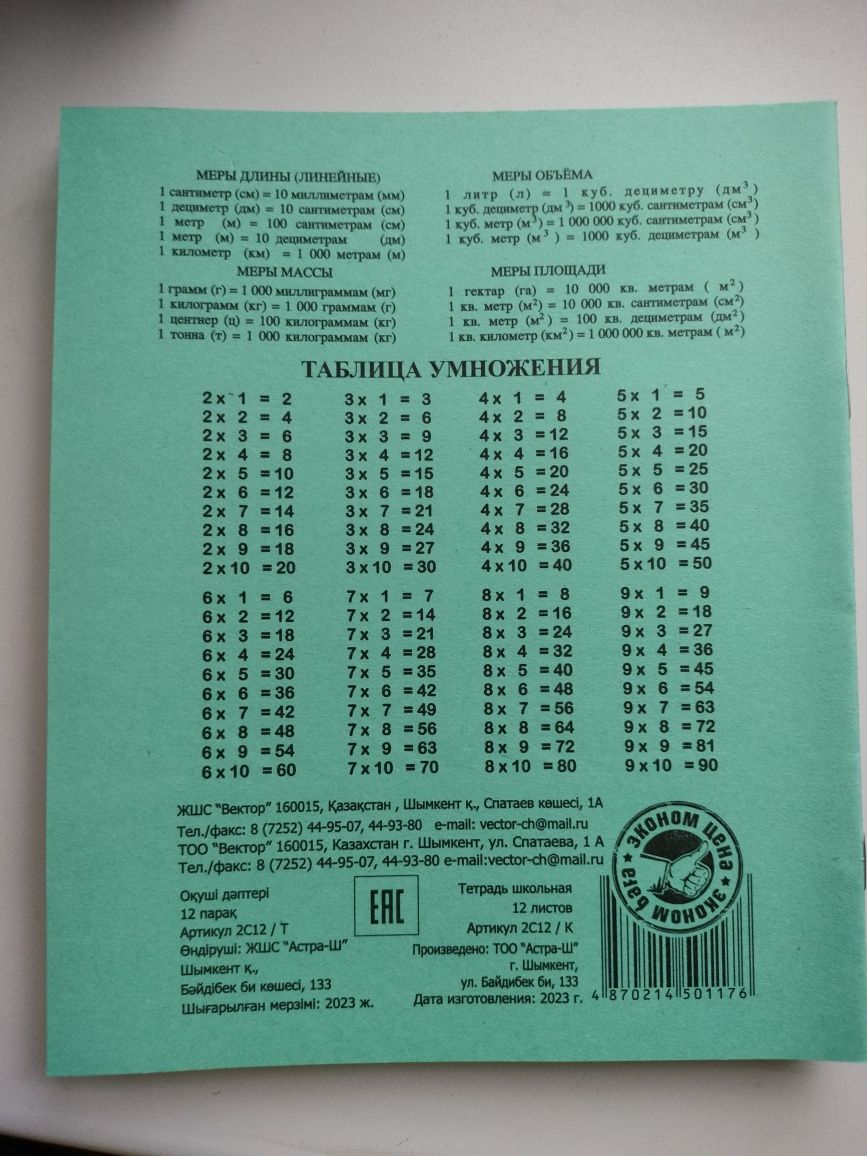 МЕРЫ ДЛИНЫ (ЛИНЕЙНЫЕ)
1 сантиметр (см) = 10 миллиметрам (мм)
1 дециметр (дм) = 10 сантиметрам (см)
1 метр (м) = 100 сантиметрам (см)
1 метр (м) = 10 дециметрам (дм)
1 километр (км) = 1 000 метрам (м)
МЕРЫ ОБЪЁМА
1 литр (л) = 1 куб. дециметру (дм³)
1 куб. дециметр (дм³) = 1000 куб. сантиметрам (см³)
1 куб. метр (м³) = 1 000 000 куб. сантиметрам (см³)
1 куб. метр (м³) = 1000 куб. дециметрам (м³)
МЕРЫ МАССЫ
1 грамм (г) = 1 000 миллиграммам (мг)
1 килограмм (кг) = 1 000 граммам (г)
1 центнер (ц) = 100 килограммам (кг)
1 тонна (т) = 1 000 килограммам (кг)
МЕРЫ ПЛОЩАДИ
1 гектар (га) = 10 000 кв. метрам (м²)
1 кв. метр (м²) = 10 000 кв. сантиметрам (см²)
1 кв. метр (м²) = 100 кв. дециметрам (дм²)
1 кв. километр (км²) = 1 000 000 кв. метрам (м²)
ТАБЛИЦА УМНОЖЕНИЯ
2 x 1 = 2 3 x 1 = 3 4 x 1 = 4 5 x 1 = 5
2 x 2 = 4 3 x 2 = 6 4 x 2 = 8 5 x 2 = 10
2 x 3 = 6 3 x 3 = 9 4 x 3 = 12 5 x 3 = 15
2 x 4 = 8 3 x 4 = 12 4 x 4 = 16 5 x 4 = 20
2 x 5 = 10 3 x 5 = 15 4 x 5 = 20 5 x 5 = 25
2 x 6 = 12 3 x 6 = 18 4 x 6 = 24 5 x 6 = 30
2 x 7 = 14 3 x 7 = 21 4 x 7 = 28 5 x 7 = 35
2 x 8 = 16 3 x 8 = 24 4 x 8 = 32 5 x 8 = 40
2 x 9 = 18 3 x 9 = 27 4 x 9 = 36 5 x 9 = 45
2 x 10 = 20 3 x 10 = 30 4 x 10 = 40 5 x 10 = 50
6 x 1 = 6 7 x 1 = 7 8 x 1 = 8 9 x 1 = 9
6 x 2 = 12 7 x 2 = 14 8 x 2 = 16 9 x 2 = 18
6 x 3 = 18 7 x 3 = 21 8 x 3 = 24 9 x 3 = 27
6 x 4 = 24 7 x 4 = 28 8 x 4 = 32 9 x 4 = 36
6 x 5 = 30 7 x 5 = 35 8 x 5 = 40 9 x 5 = 45
6 x 6 = 36 7 x 6 = 42 8 x 6 = 48 9 x 6 = 54
6 x 7 = 42 7 x 7 = 49 8 x 7 = 56 9 x 7 = 63
6 x 8 = 48 7 x 8 = 56 8 x 8 = 64 9 x 8 = 72
6 x 9 = 54 7 x 9 = 63 8 x 9 = 72 9 x 9 = 81
6 x 10 = 60 7 x 10 = 70 8 x 10 = 80 9 x 10 = 90
ЖШС "Вектор" 160015, Қазақстан , Шымкент қ., Спатаев көшесі, 1А
Тел./факс: 8 (7252) 44-95-07, 44-93-80 e-mail: vector-ch@mail.ru
ТОО "Вектор" 160015, Казахстан г. Шымкент, ул. Спатаева, 1 А
Тел./факс: 8 (7252) 44-95-07, 44-93-80 e-mail:vector-ch@mail.ru
Оқушы дәптері
12 парақ
Артикул 2С12 / Т
Өндіруші: ЖШС "Астра-Ш"
Шымкент қ.,
Бәйдібек би көшесі, 133
Шығарылған мерзімі: 2023 ж.
ЕАС
Тетрадь школьная
12 листов
Артикул 2С12 / К
Произведено: ТОО "Астра-Ш"
г. Шымкент,
ул. Байдибек би, 133
Дата изготовления: 2023 г.
ЭКОНОМ цена
ЭКОНОМ баға
4 870214 501176